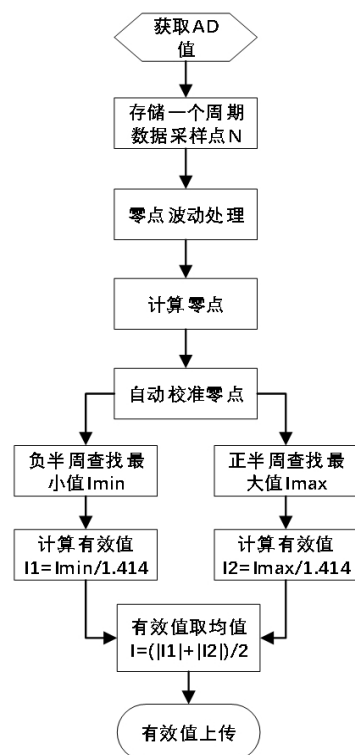 获取AD
值
存储一个周期
数据采样点N
零点波动处理
计算零点
自动校准零点
负半周查找最
小值Imin
正半周查找最
大值Imax
计算有效值
I1=Imin/1.414
计算有效值
I2=Imax/1.414
有效值取均值
I=(|I1|+|I2|)/2
有效值上传